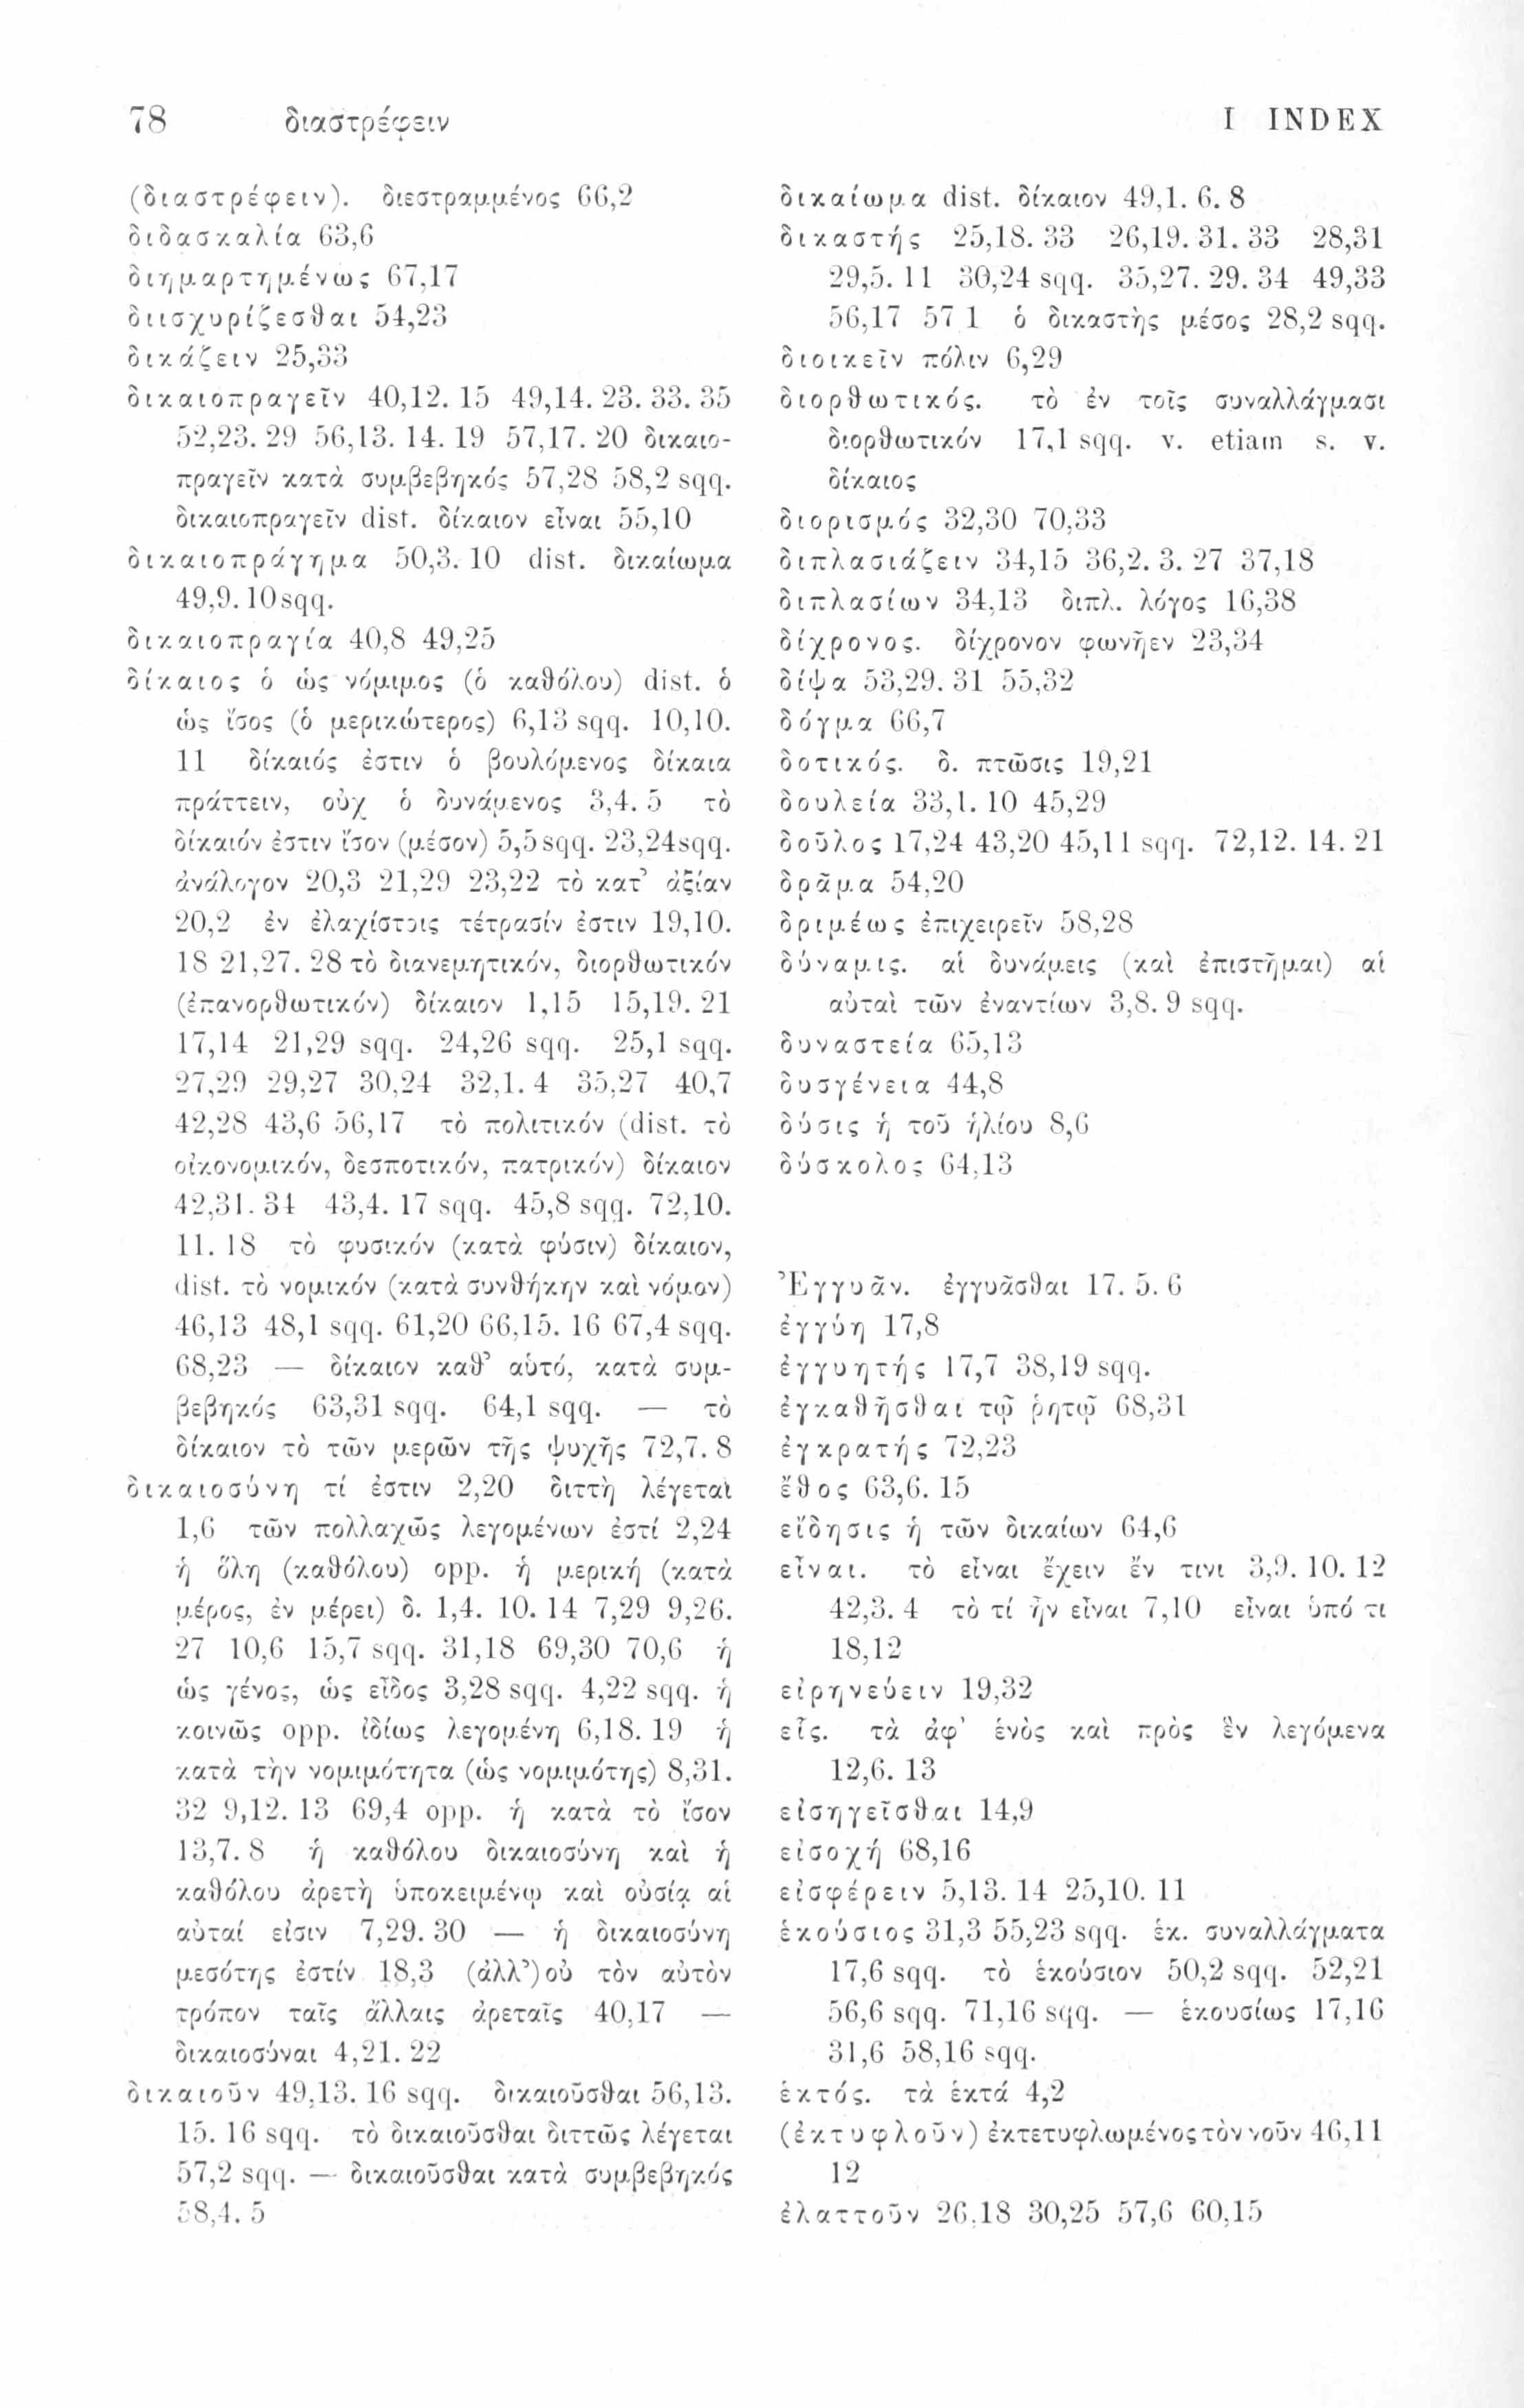 78 διαστρέφειν I INDEX
(διαστρέφειν). διεστραμμένος 66,2
διδασκαλία 63,6
διημαρτημένως 67,17
διισχυρίζεσθαι 54,23
δικάζειν 25,33
δικαιοπραγεῖν 40,12. 15 49,14. 23. 33. 35
52,23. 29 56,13. 14. 19 57,17. 20 δικαιο-
πραγεῖν κατὰ συμβεβηκός 57,28 58,2 sqq.
δικαιοπραγεῖν dist. δίκαιον εἶναι 55,10
δικαιοπράγημα 50,3. 10 dist. δικαίωμα
49,9. 10 sqq.
δικαιοπραγία 40,8 49,25
δίκαιος ὁ ὡς νόμιμος (ὁ καθόλου) dist. ὁ
ὡς ἴσος (ὁ μερικώτερος) 6,13 sqq. 10,10.
11 δίκαιός ἐστιν ὁ βουλόμενος δίκαια
πράττειν, οὐχ ὁ δυνάμενος 3,4. 5 τὸ
δίκαιόν ἐστιν ἴσον (μέσον) 5,5 sqq. 23,24 sqq.
ἀνάλογον 20,3 21,29 23,22 τὸ κατ’ ἀξίαν
20,2 ἐν ἐλαχίστοις τέτρασίν ἐστιν 19,10.
18 21,27. 28 τὸ διανεμητικόν, διορθωτικόν
(ἐπανορθωτικόν) δίκαιον 1,15 15,19. 21
17,14 21,29 sqq. 24,26 sqq. 25,1 sqq.
27,29 29,27 30,24 32,1. 4 35,27 40,7
42,28 43,6 56,17 τὸ πολιτικόν (dist. τὸ
οἰκονομικόν, δεσποτικόν, πατρικόν) δίκαιον
42,31. 34 43,4. 17 sqq. 45,8 sqq. 72,10.
11. 18 τὸ φυσικόν (κατὰ φύσιν) δίκαιον,
dist. τὸ νομικόν (κατὰ συνθήκην καὶ νόμον)
46,13 48,1 sqq. 61,20 66,15. 16 67,4 sqq.
68,23 — δίκαιον καθ’ αὑτό, κατὰ συμ-
βεβηκός 63,31 sqq. 64,1 sqq. — τὸ
δίκαιον τὸ τῶν μερῶν τῆς ψυχῆς 72,7. 8
δικαιοσύνη τί ἐστιν 2,20 διττὴ λέγεται
1,6 τῶν πολλαχῶς λεγομένων ἐστί 2,24
ἡ ὅλη (καθόλου) opp. ἡ μερική (κατὰ
μέρος, ἐν μέρει) δ. 1,4. 10. 14 7,29 9,26.
27 10,6 15,7 sqq. 31,18 69,30 70,6 ἡ
ὡς γένος, ὡς εἶδος 3,28 sqq. 4,22 sqq. ἡ
κοινῶς opp. ἰδίως λεγομένη 6,18. 19 ἡ
κατὰ τὴν νομιμότητα (ὡς νομιμότης) 8,31.
32 9,12. 13 69,4 opp. ἡ κατὰ τὸ ἴσον
13,7. 8 ἡ καθόλου δικαιοσύνη καὶ ἡ
καθόλου ἀρετὴ ὑποκειμένῳ καὶ οὐσίᾳ αἱ
αὐταί εἰσιν 7,29. 30 — ἡ δικαιοσύνη
μεσότης ἐστίν 18,3 (ἀλλ’) οὐ τὸν αὐτὸν
τρόπον ταῖς ἄλλαις ἀρεταῖς 40,17 —
δικαιοσύναι 4,21. 22
δικαιοῦν 49,13. 16 sqq. δικαιοῦσθαι 56,13.
15. 16 sqq. τὸ δικαιοῦσθαι διττῶς λέγεται
57,2 sqq. — δικαιοῦσθαι κατὰ συμβεβηκός
58,4. 5
δικαίωμα dist. δίκαιον 49,1. 6. 8
δικαστής 25,18. 33 26,19. 31. 33 28,31
29,5. 11 30,24 sqq. 35,27. 29. 34 49,33
56,17 57 1 ὁ δικαστὴς μέσος 28,2 sqq.
διοικεῖν πόλιν 6,29
διορθωτικός. τὸ ἐν τοῖς συναλλάγμασι
διορθωτικόν 17,1 sqq. v. etiam s. v.
δίκαιος
διορισμός 32,30 70,33
διπλασιάζειν 34,15 36,2. 3. 27 37,18
διπλασίων 34,13 διπλ. λόγος 16,38
δίχρονος. δίχρονον φωνῆεν 23,34
δίψα 53,29. 31 55,32
δόγμα 66,7
δοτικός. δ. πτῶσις 19,21
δουλεία 33,1. 10 45,29
δοῦλος 17,24 43,20 45,11 sqq. 72,12. 14. 21
δρᾶμα 54,20
δριμέως ἐπιχειρεῖν 58,28
δύναμις. αἱ δυνάμεις (καὶ ἐπιστῆμαι) αἱ
αὐταὶ τῶν ἐναντίων 3,8. 9 sqq.
δυναστεία 65,13
δυσγένεια 44,8
δύσις ἡ τοῦ ἡλίου 8,6
δύσκολος 64,13
Ἐγγυᾶν. ἐγγυᾶσθαι 17. 5. 6
ἐγγύη 17,8
ἐγγυητής 17,7 38,19 sqq.
ἐγκαθῆσθαι τῷ ῥητῷ 68,31
ἐγκρατής 72,23
ἔθος 63,6. 15
εἴδησις ἡ τῶν δικαίων 64,6
εἶναι. τὸ εἶναι ἔχειν ἔν τινι 3,9. 10. 12
42,3. 4 τὸ τί ἦν εἶναι 7,10 εἶναι ὑπό τι
18,12
εἰρηνεύειν 19,32
εἷς. τὰ ἀφ’ ἑνὸς καὶ πρὸς ἓν λεγόμενα
12,6. 13
εἰσηγεῖσθαι 14,9
εἰσοχή 68,16
εἰσφέρειν 5,13. 14 25,10. 11
ἑκούσιος 31,3 55,23 sqq. ἑκ. συναλλάγματα
17,6 sqq. τὸ ἑκούσιον 50,2 sqq. 52,21
56,6 sqq. 71,16 sqq. — ἑκουσίως 17,16
31,6 58,16 sqq.
ἐκτός. τὰ ἐκτά 4,2
(ἐκτυφλοῦν) ἐκτετυφλωμένος τὸν νοῦν 46,11
12
ἐλαττοῦν 26,18 30,25 57,6 60,15